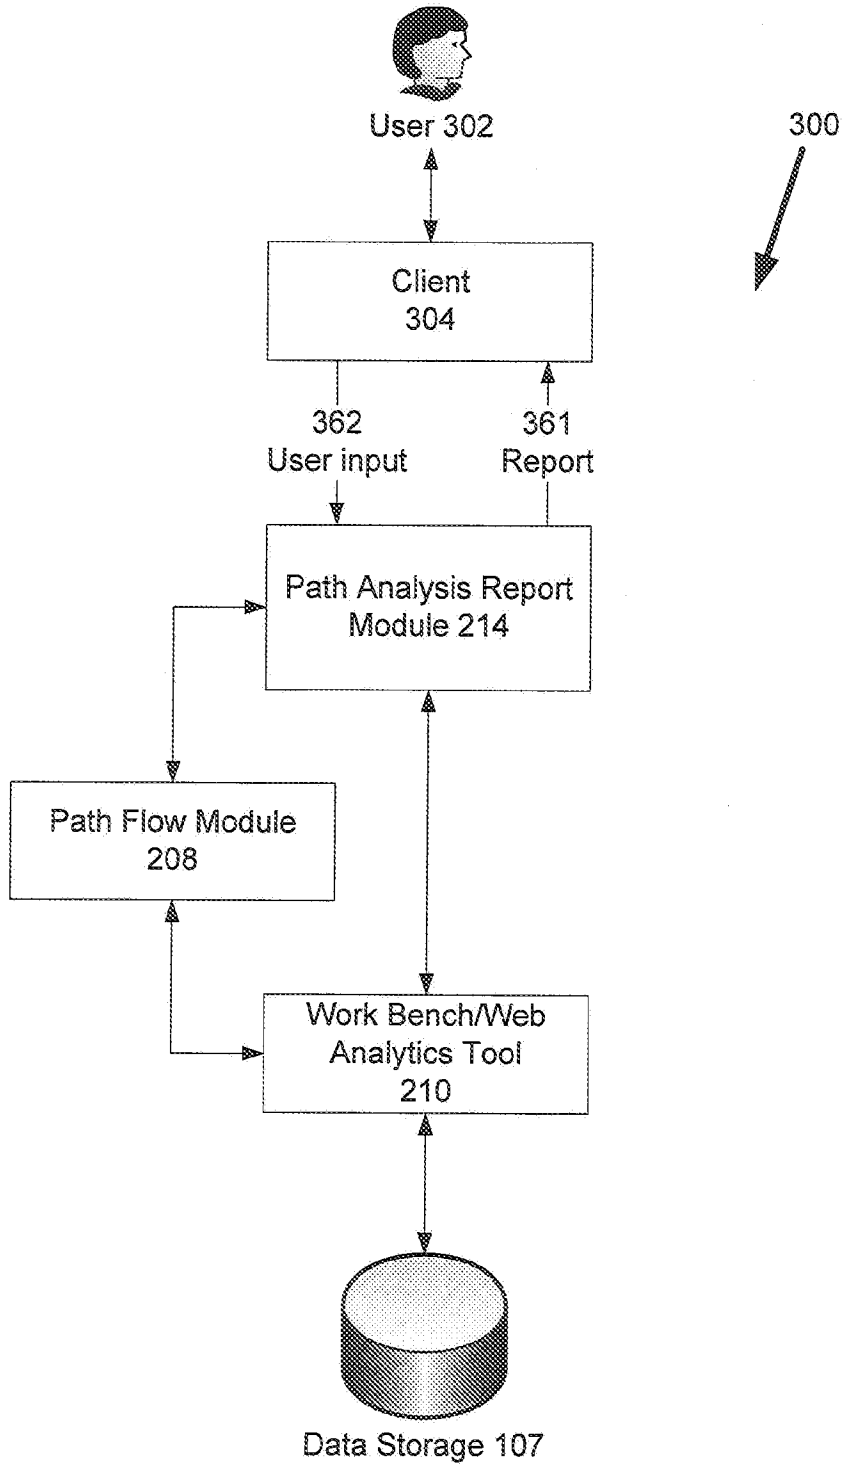 User 302
300
Client
304
362
User input
361
Report
Path Analysis Report
Module 214
Path Flow Module
208
Work Bench/Web
Analytics Tool
210
Data Storage 107